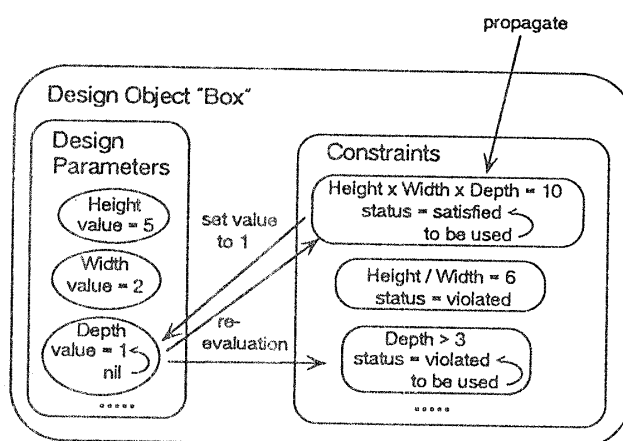 propagate
Design Object "Box"
Design
Parameters
Height
value = 5
Width
value = 2
Depth
value = 1
nil
.....
set value
to 1
re-
evaluation
Constraints
Height x Width x Depth = 10
status = satisfied
to be used
Height / Width = 6
status = violated
Depth > 3
status = violated
to be used
.....